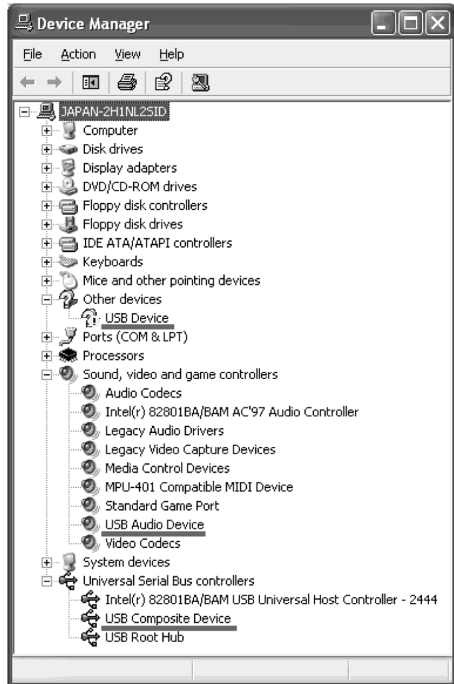 Device Manager
File Action View Help
JAPAN-2H1NL2SID
Computer
Disk drives
Display adapters
DVD/CD-ROM drives
Floppy disk controllers
Floppy disk drives
IDE ATA/ATAPI controllers
Keyboards
Mice and other pointing devices
Other devices
USB Device
Ports (COM & LPT)
Processors
Sound, video and game controllers
Audio Codecs
Intel(r) 82801BA/BAM AC'97 Audio Controller
Legacy Audio Drivers
Legacy Video Capture Devices
Media Control Devices
MPU-401 Compatible MIDI Device
Standard Game Port
USB Audio Device
Video Codecs
System devices
Universal Serial Bus controllers
Intel(r) 82801BA/BAM USB Universal Host Controller - 2444
USB Composite Device
USB Root Hub